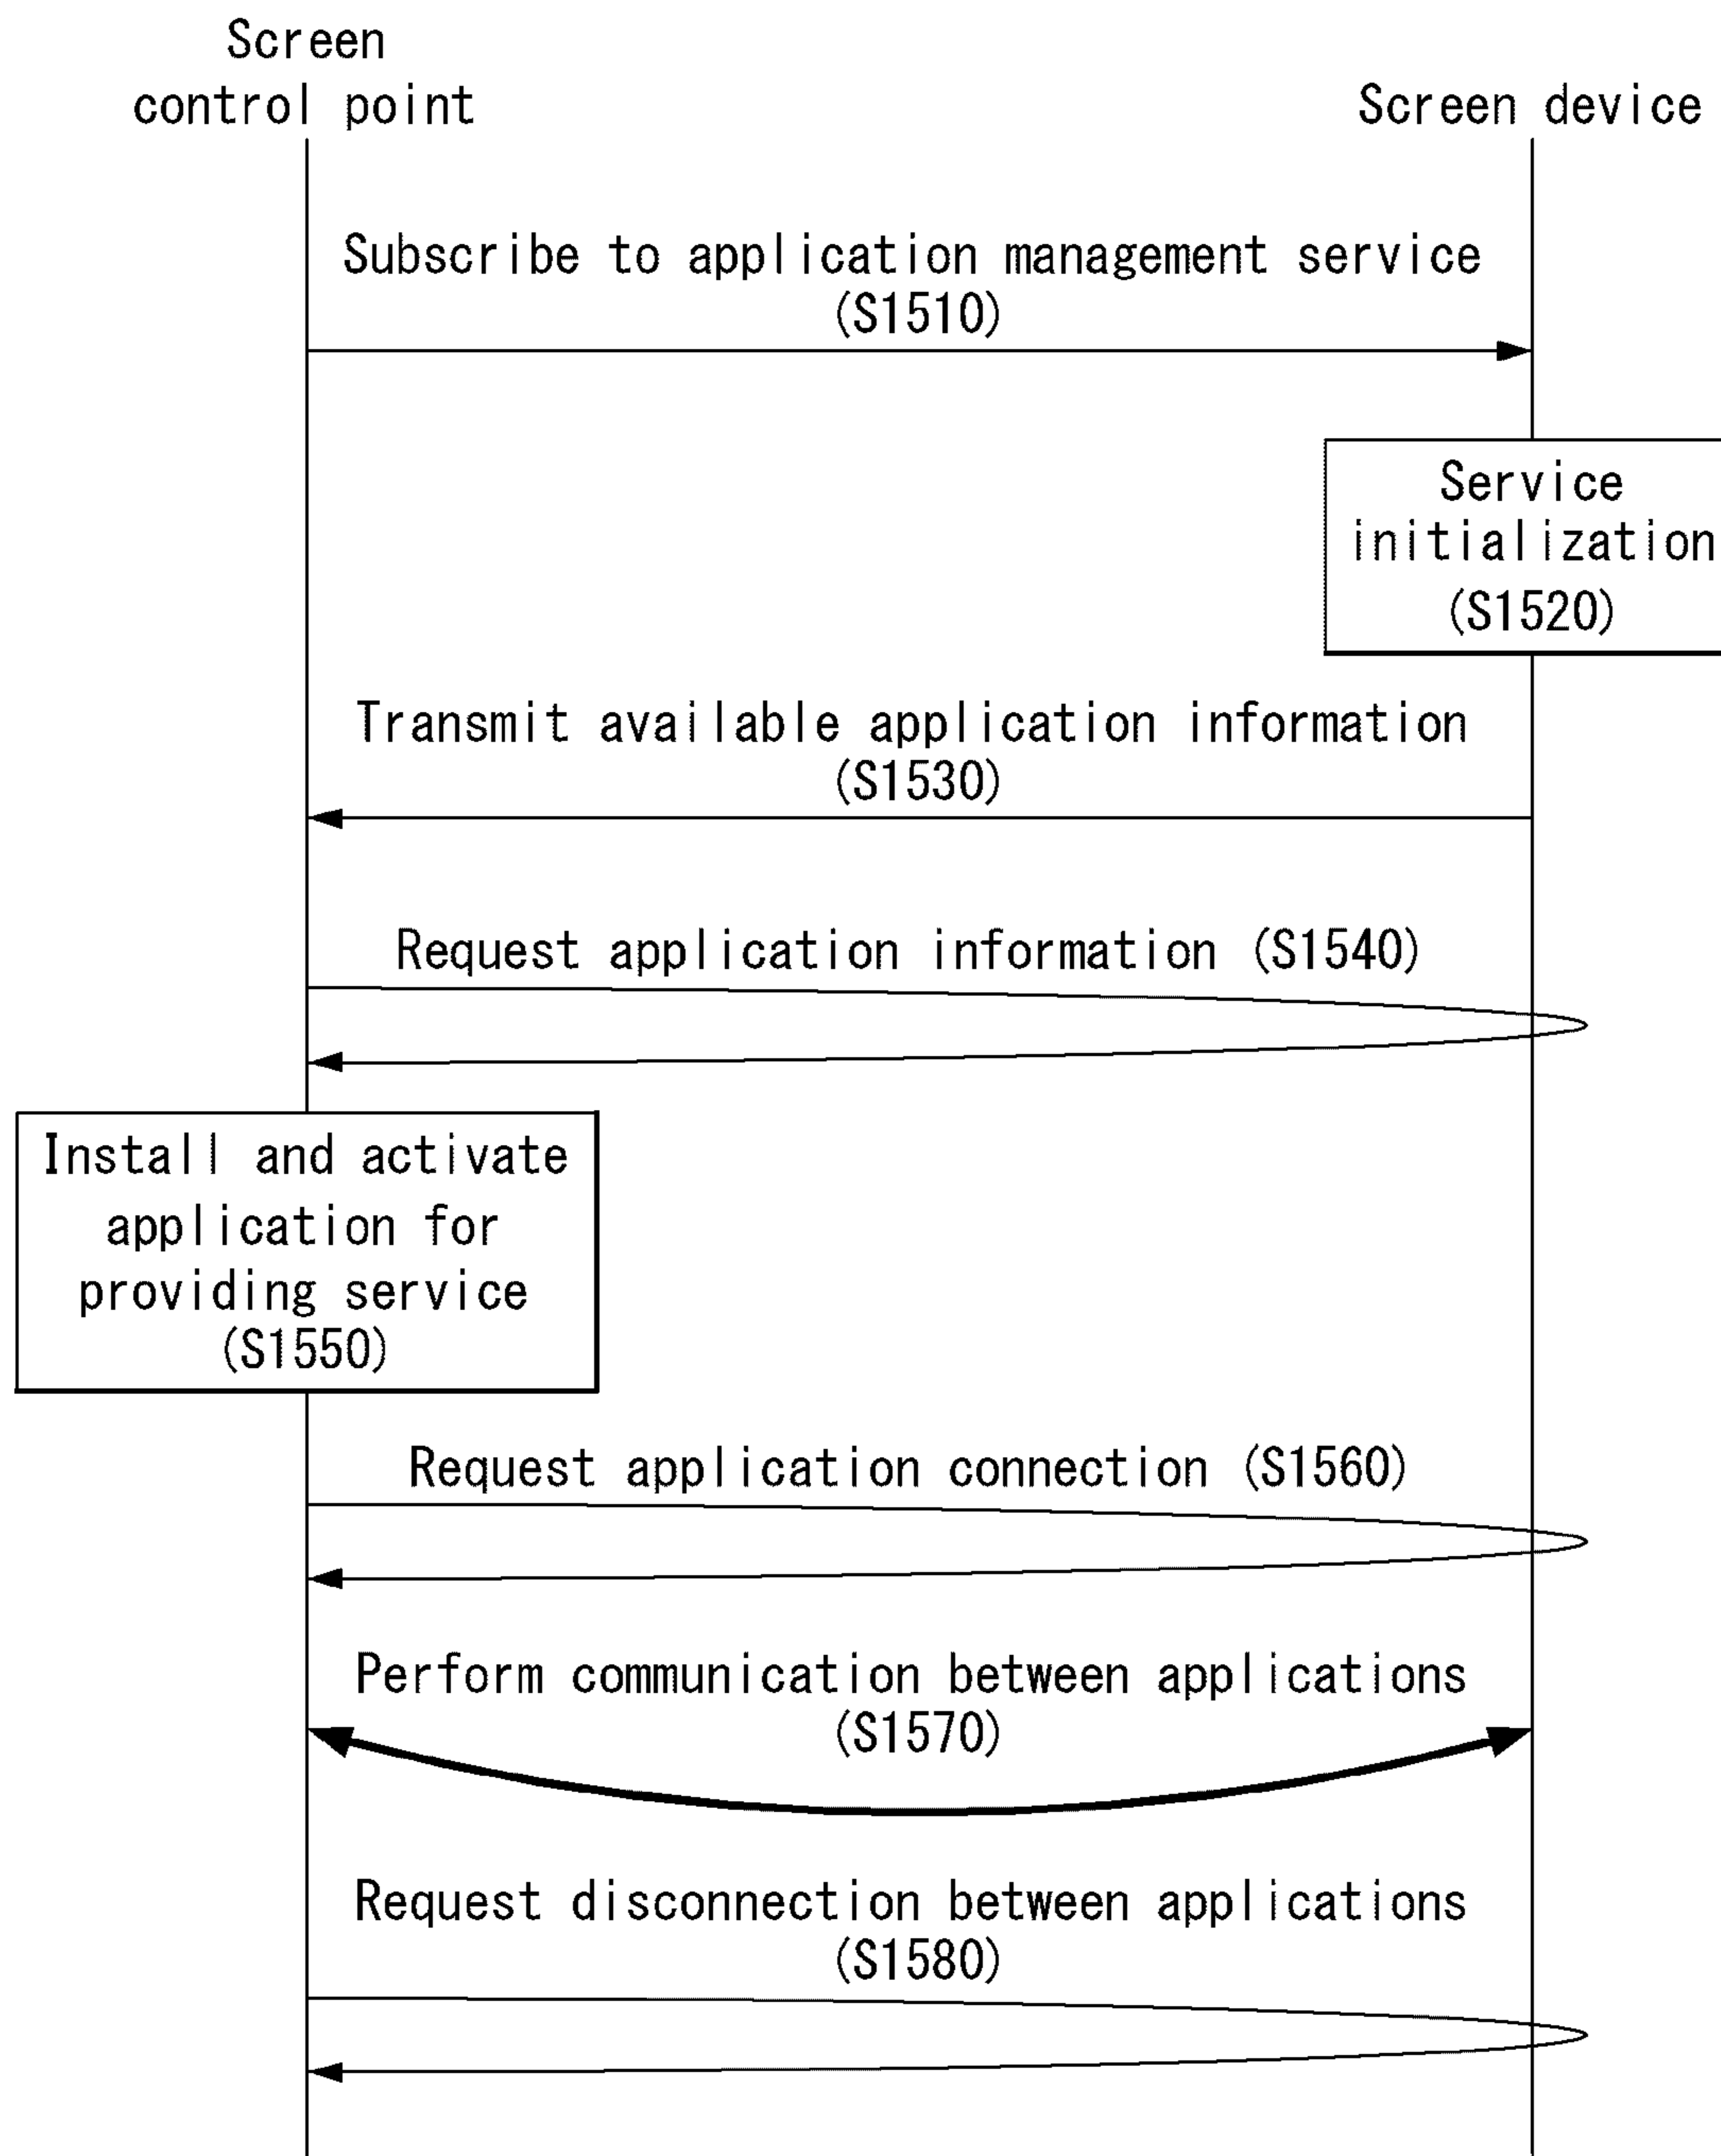 Screen
control point
Screen device
Subscribe to application management service
(S1510)
Service
initialization
(S1520)
Transmit available application information
(S1530)
Request application information (S1540)
Install and activate
application for
providing service
(S1550)
Request application connection (S1560)
Perform communication between applications
(S1570)
Request disconnection between applications
(S1580)